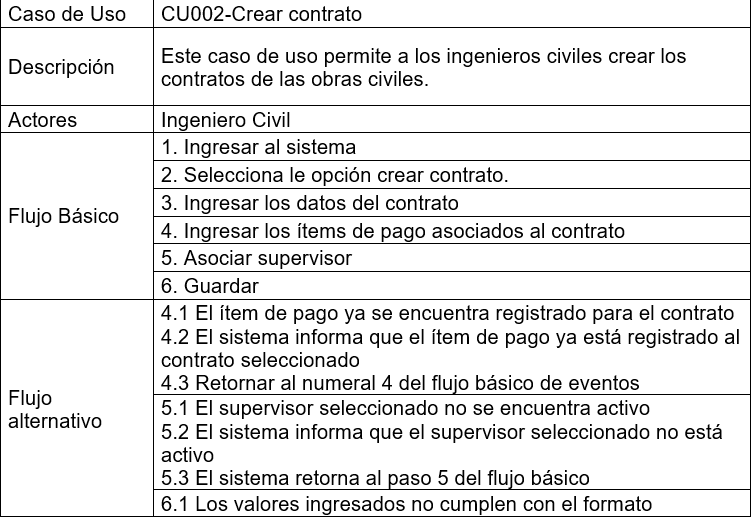 Caso de Uso CU002-Crear contrato
Descripción Este caso de uso permite a los ingenieros civiles crear los
contratos de las obras civiles.
Actores Ingeniero Civil
Flujo Básico
1. Ingresar al sistema
2. Selecciona le opción crear contrato.
3. Ingresar los datos del contrato
4. Ingresar los ítems de pago asociados al contrato
5. Asociar supervisor
6. Guardar
Flujo
alternativo
4.1 El ítem de pago ya se encuentra registrado para el contrato
4.2 El sistema informa que el ítem de pago ya está registrado al
contrato seleccionado
4.3 Retornar al numeral 4 del flujo básico de eventos
5.1 El supervisor seleccionado no se encuentra activo
5.2 El sistema informa que el supervisor seleccionado no está
activo
5.3 El sistema retorna al paso 5 del flujo básico
6.1 Los valores ingresados no cumplen con el formato